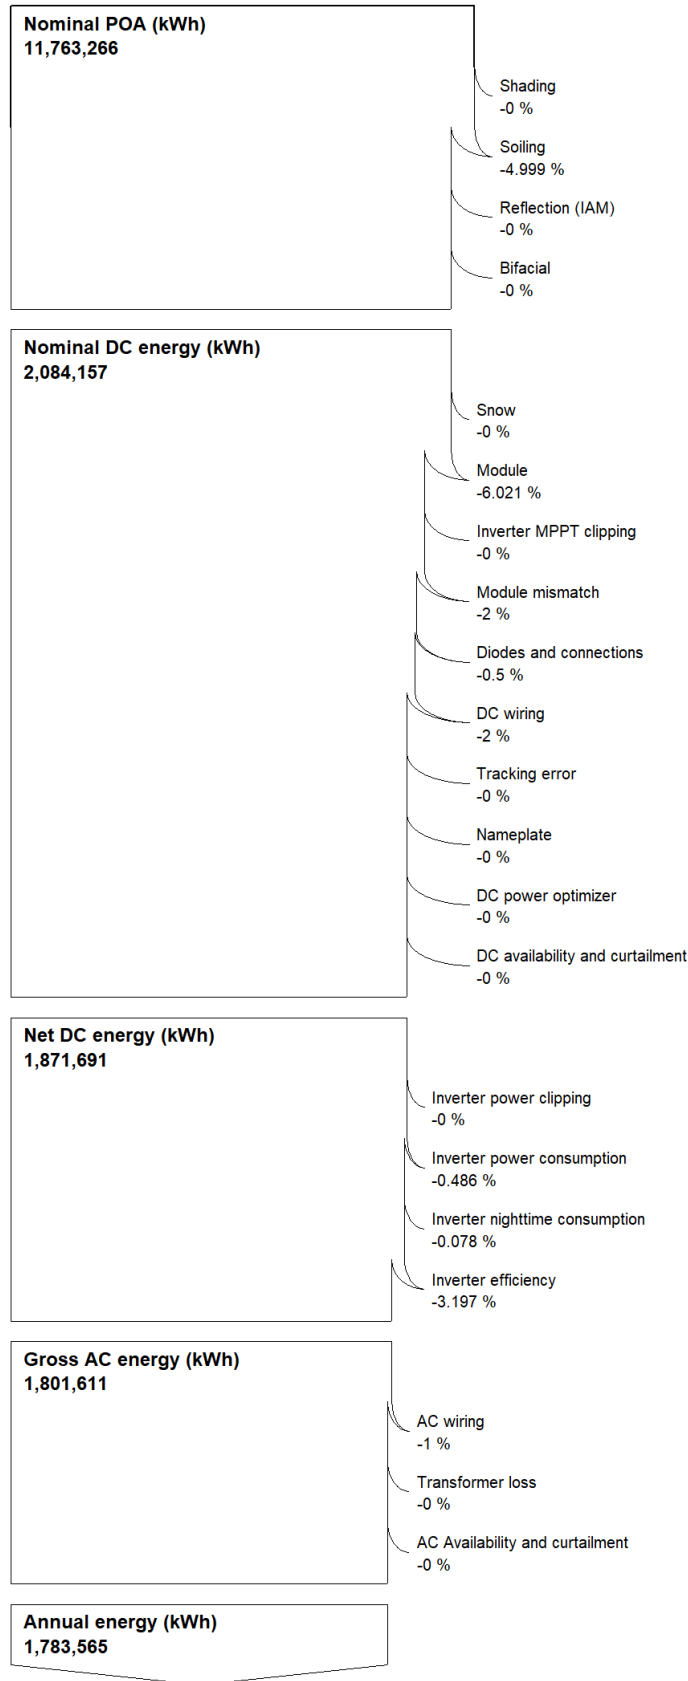 Nominal POA (kWh)
11,763,266
Shading
-0 %
Soiling
-4.999 %
Reflection (IAM)
-0 %
Bifacial
-0 %
Nominal DC energy (kWh)
2,084,157
Snow
-0 %
Module
-6.021 %
Inverter MPPT clipping
-0 %
Module mismatch
-2 %
Diodes and connections
-0.5 %
DC wiring
-2 %
Tracking error
-0 %
Nameplate
-0 %
DC power optimizer
-0 %
DC availability and curtailment
-0 %
Net DC energy (kWh)
1,871,691
Inverter power clipping
-0 %
Inverter power consumption
-0.486 %
Inverter nighttime consumption
-0.078 %
Inverter efficiency
-3.197 %
Gross AC energy (kWh)
1,801,611
AC wiring
-1 %
Transformer loss
-0 %
AC Availability and curtailment
-0 %
Annual energy (kWh)
1,783,565